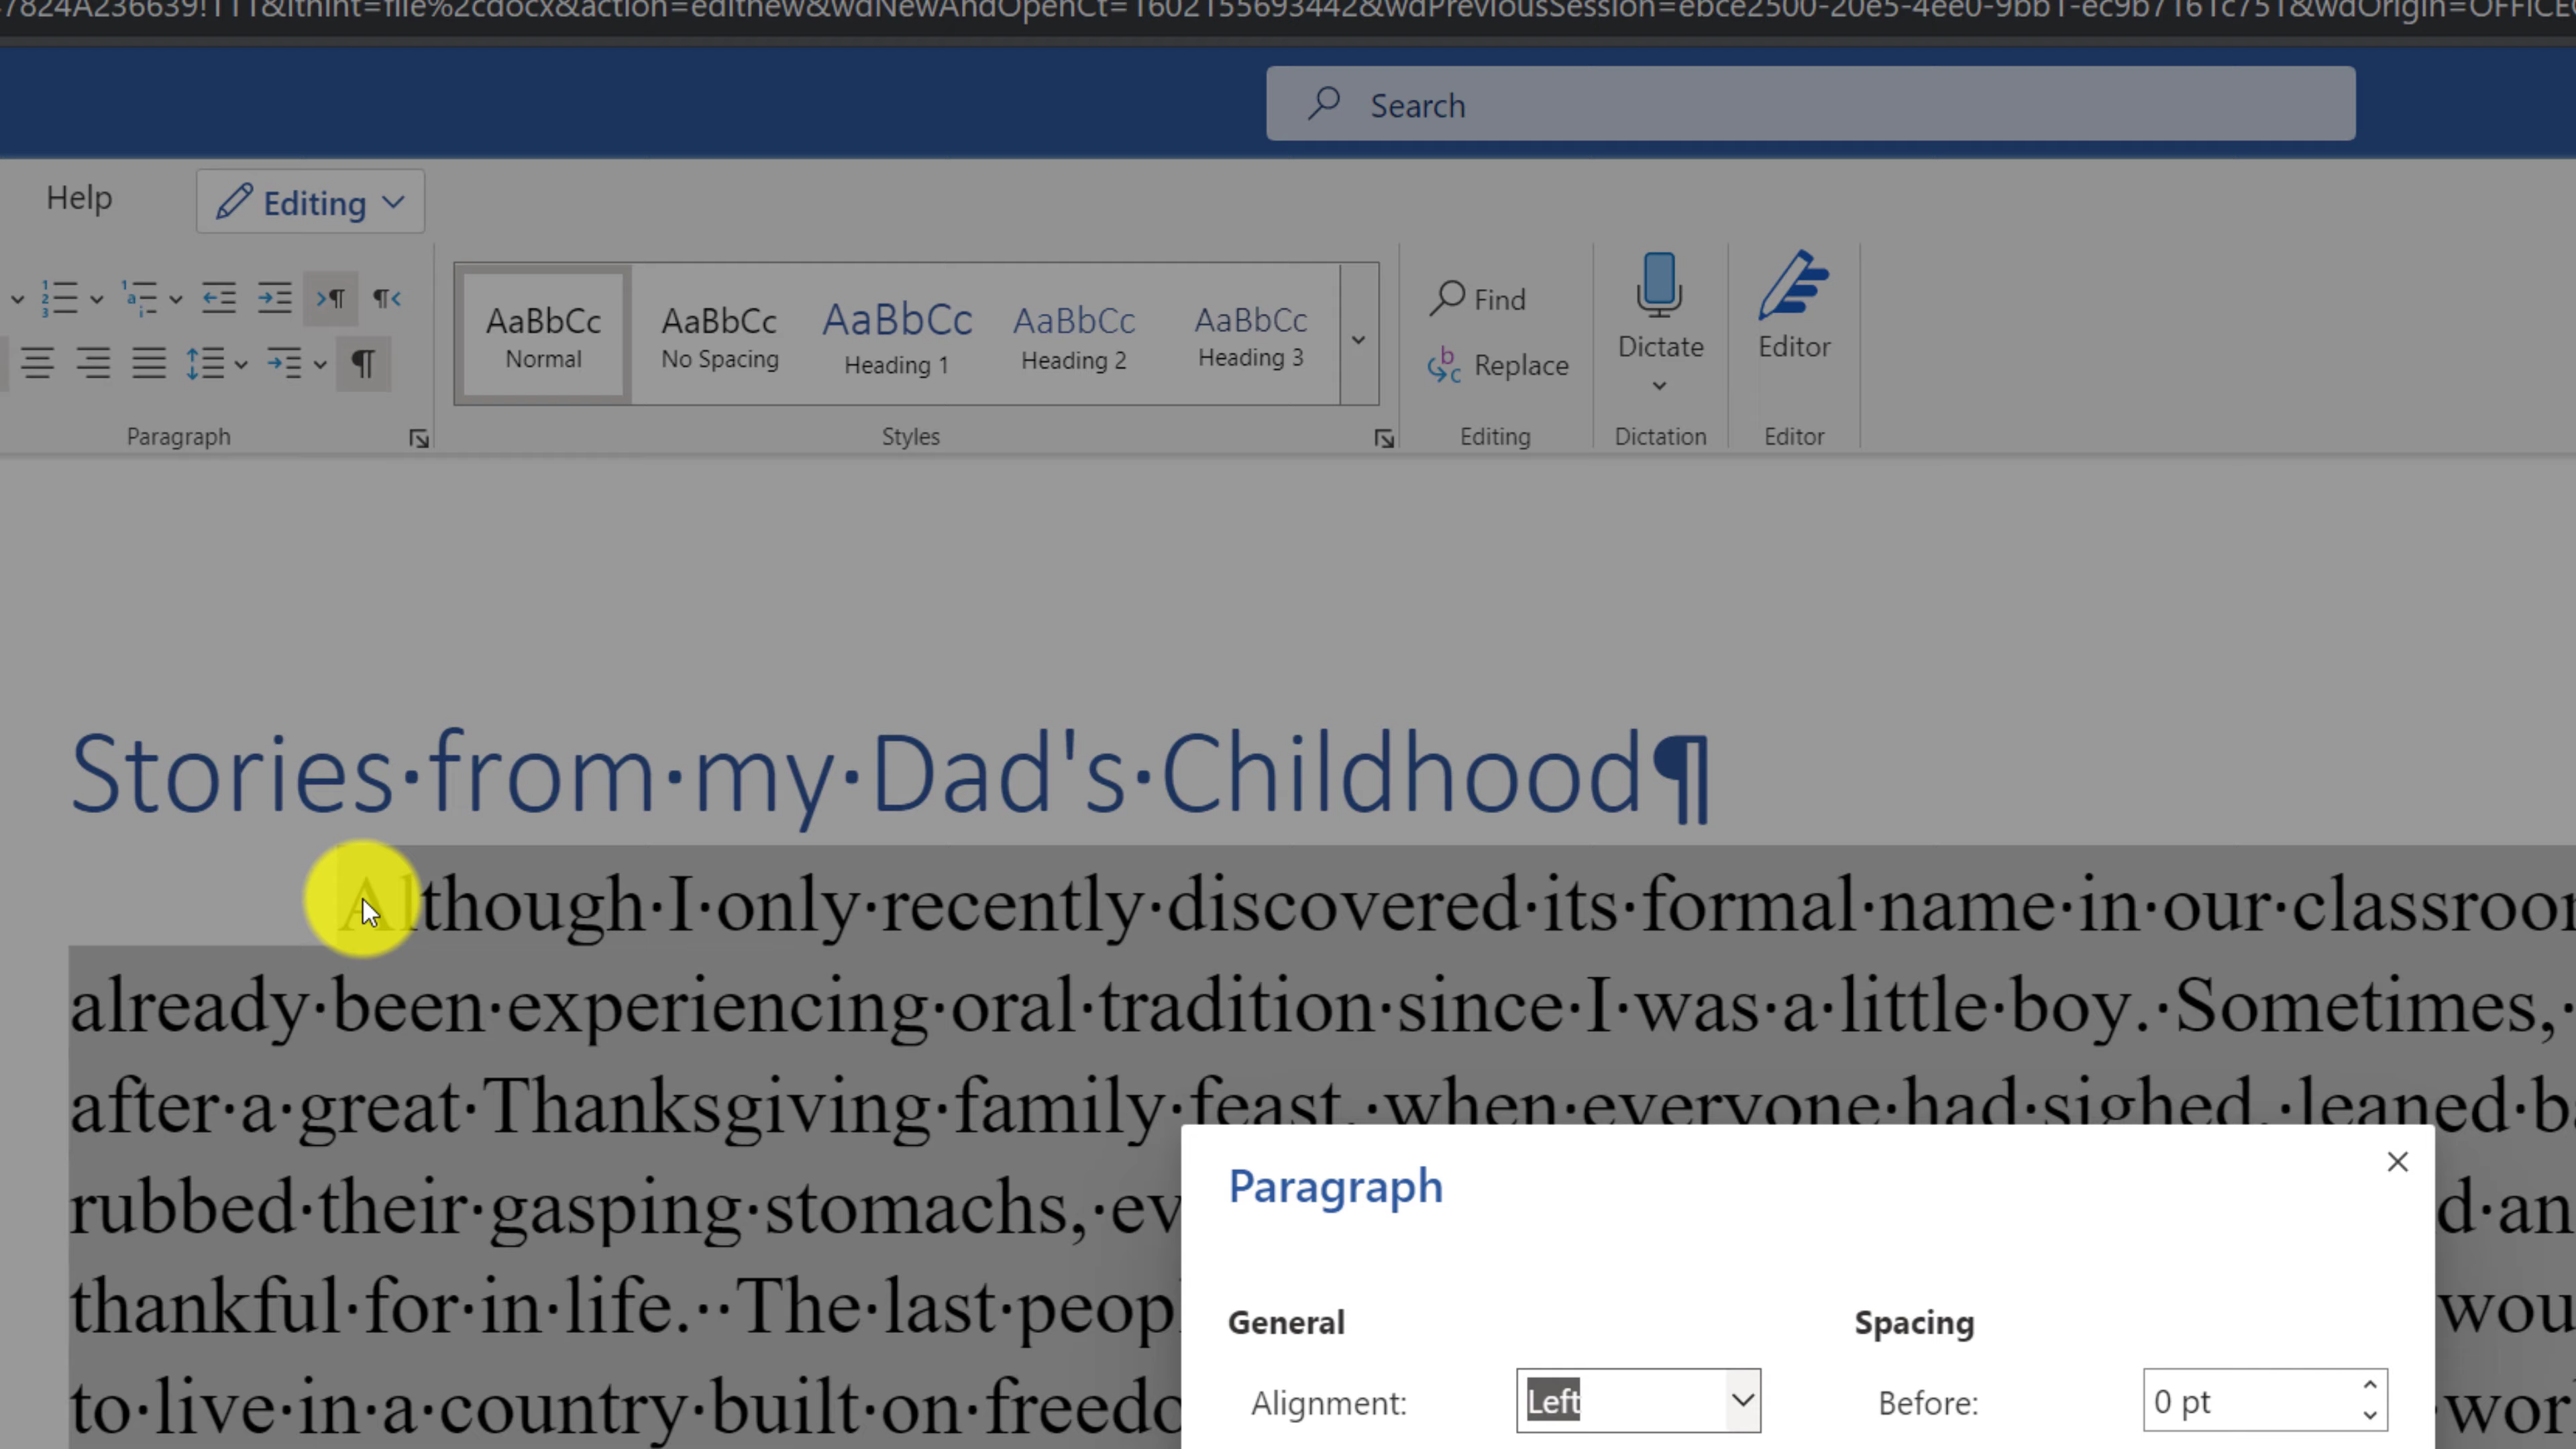 7824A236639!111&ithint=file%2cdocx&action=editnew&wdNewAndOpenCt=1602155693442&wdPreviousSession=ebce2500-20e5-4ee0-9bb1-ec9b7161c751&wdOrigin=OFFICE
Search
Help
Editing
AaBbCc AaBbCc AaBbCc AaBbCc AaBbCc
Normal No Spacing Heading 1 Heading 2 Heading 3
Find
Replace
Dictate
Editor
Paragraph Styles Editing Dictation Editor
Stories·from·my·Dad's·Childhood¶
Although·I·only·recently·discovered·its·formal·name·in·our·classroo
already·been·experiencing·oral·tradition·since·I·was·a·little·boy.·Sometimes,·
after·a·great·Thanksgiving·family·feast,·when·everyone·had·sighed,·leaned·b
rubbed·their·gasping·stomachs,·ev d·an
thankful·for·in·life.··The·last·peop wou
to·live·in·a·country·built·on·freedo ·wor
Paragraph
General Spacing
Alignment: Left Before: 0 pt